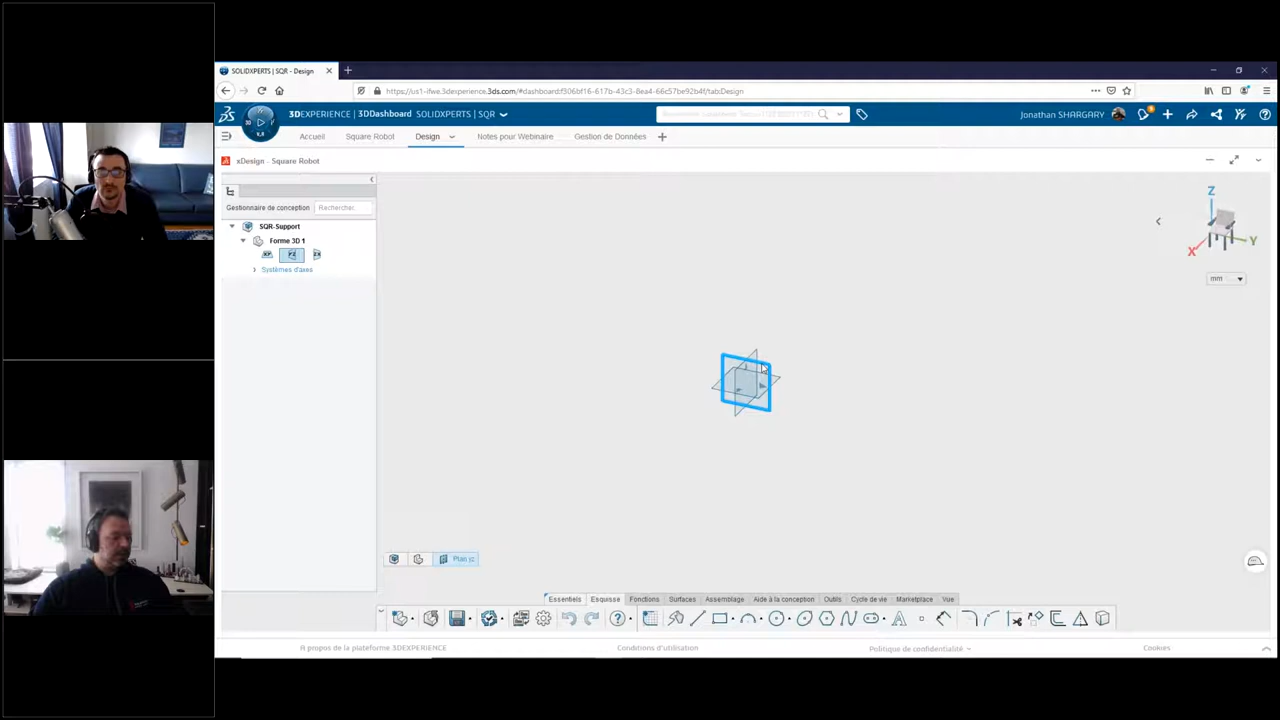 SOLIDXPERTS | SQR - Design
https://us1-ifwe.3dexperience.3ds.com/#dashboard:f306bf16-617b-43c3-8ea4-66c57be92b4f/tab:Design
3DEXPERIENCE | 3DDashboard SOLIDXPERTS | SQR
Jonathan SHARGARY
Accueil Square Robot Design Notes pour Webinaire Gestion de Données
xDesign - Square Robot
Gestionnaire de conception Rechercher
SQR-Support
Forme 3D 1
Systèmes d'axes
Z
X
Y
mm
Plan yz
Essentiels Esquisse Fonctions Surfaces Assemblage Aide à la conception Outils Cycle de vie Marketplace Vue
A propos de la plateforme 3DEXPERIENCE Conditions d'utilisation Politique de confidentialité Cookies